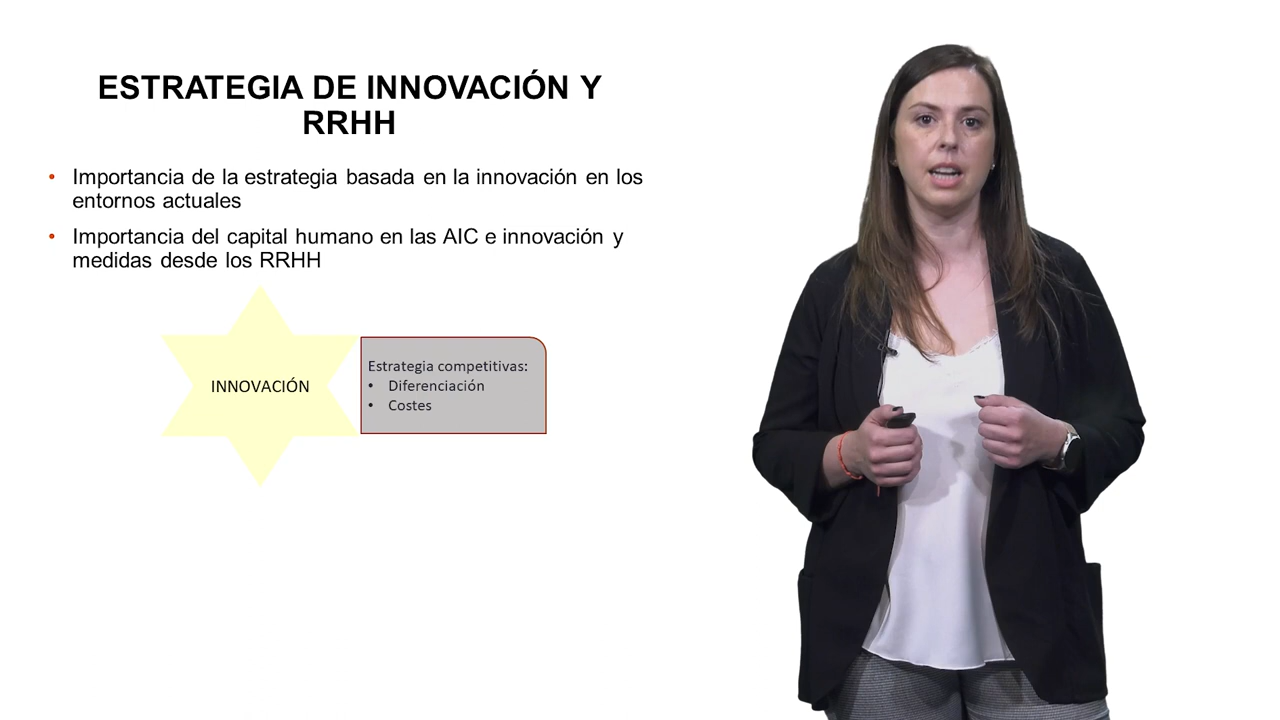 ESTRATEGIA DE INNOVACIÓN Y
RRHH
• Importancia de la estrategia basada en la innovación en los
entornos actuales
• Importancia del capital humano en las AIC e innovación y
medidas desde los RRHH
INNOVACIÓN
Estrategia competitivas:
• Diferenciación
• Costes